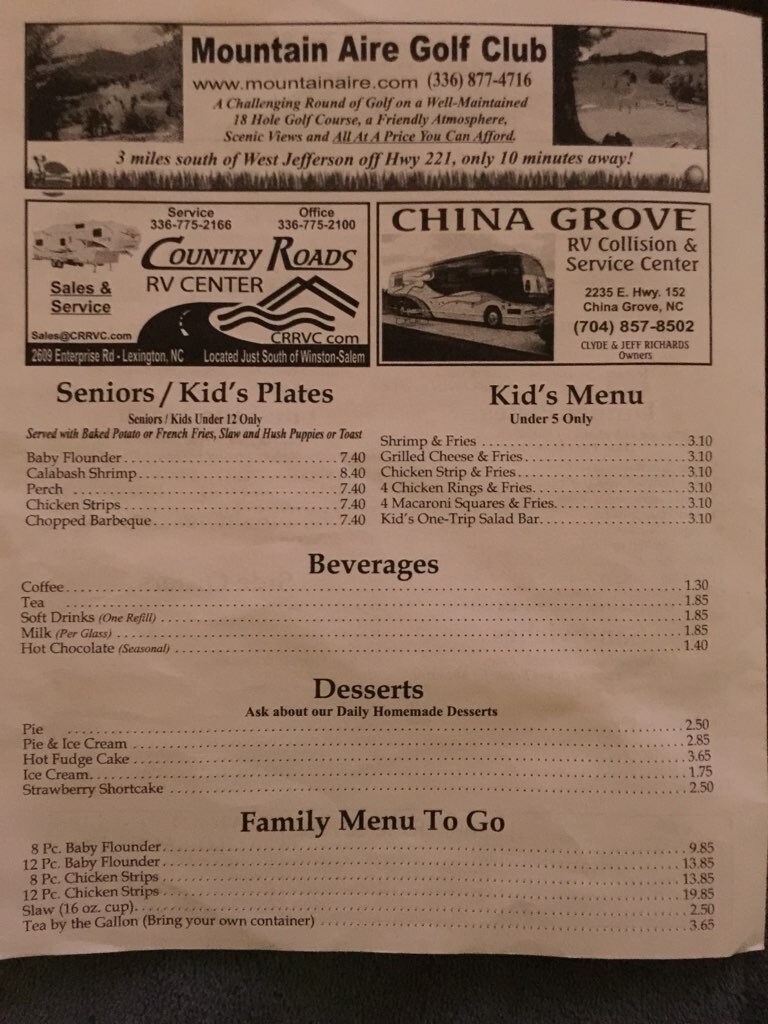 Mountain Aire Golf Club
www.mountainaire.com (336) 877-4716
A Challenging Round of Golf on a Well-Maintained
18 Hole Golf Course, a Friendly Atmosphere,
Scenic Views and All At A Price You Can Afford.
3 miles south of West Jefferson off Hwy 221, only 10 minutes away!
Service Office
336-775-2166 336-775-2100
COUNTRY ROADS
RV CENTER
Sales &
Service
Sales@CRRVC.com
CRRVC.com
2609 Enterprise Rd - Lexington, NC Located Just South of Winston-Salem
CHINA GROVE
RV Collision &
Service Center
2235 E. Hwy. 152
China Grove, NC
(704) 857-8502
CLYDE & JEFF RICHARDS
Owners
Seniors / Kid's Plates
Seniors / Kids Under 12 Only
Served with Baked Potato or French Fries, Slaw and Hush Puppies or Toast
Baby Flounder 7.40
Calabash Shrimp 8.40
Perch 7.40
Chicken Strips 7.40
Chopped Barbeque 7.40
Kid's Menu
Under 5 Only
Shrimp & Fries 3.10
Grilled Cheese & Fries 3.10
Chicken Strip & Fries 3.10
4 Chicken Rings & Fries 3.10
4 Macaroni Squares & Fries 3.10
Kid's One-Trip Salad Bar 3.10
Beverages
Coffee 1.30
Tea 1.85
Soft Drinks (One Refill) 1.85
Milk (Per Glass) 1.85
Hot Chocolate (Seasonal) 1.40
Desserts
Ask about our Daily Homemade Desserts
Pie 2.50
Pie & Ice Cream 2.85
Hot Fudge Cake 3.65
Ice Cream 1.75
Strawberry Shortcake 2.50
Family Menu To Go
8 Pc. Baby Flounder 9.85
12 Pc. Baby Flounder 13.85
8 Pc. Chicken Strips 13.85
12 Pc. Chicken Strips 19.85
Slaw (16 oz. cup) 2.50
Tea by the Gallon (Bring your own container) 3.65